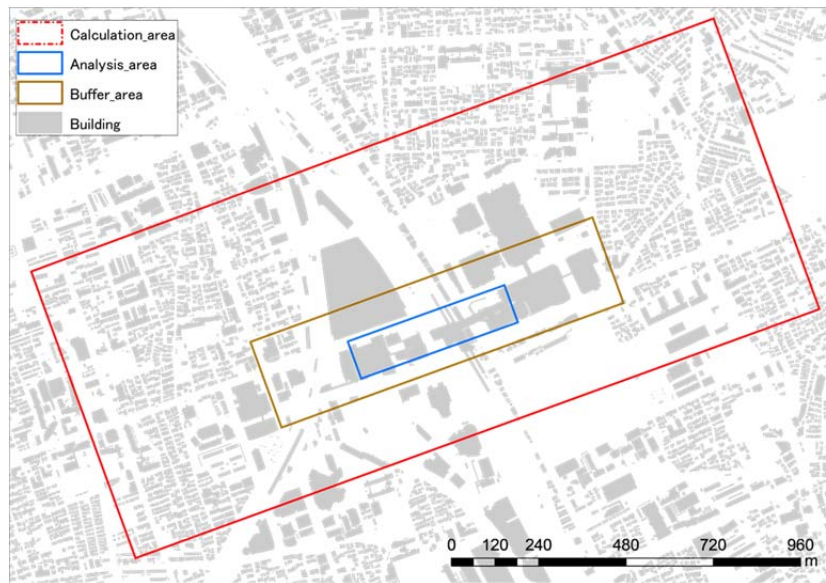 Calculation_area
Analysis_area
Buffer_area
Building
0 120 240 480 720 960
m